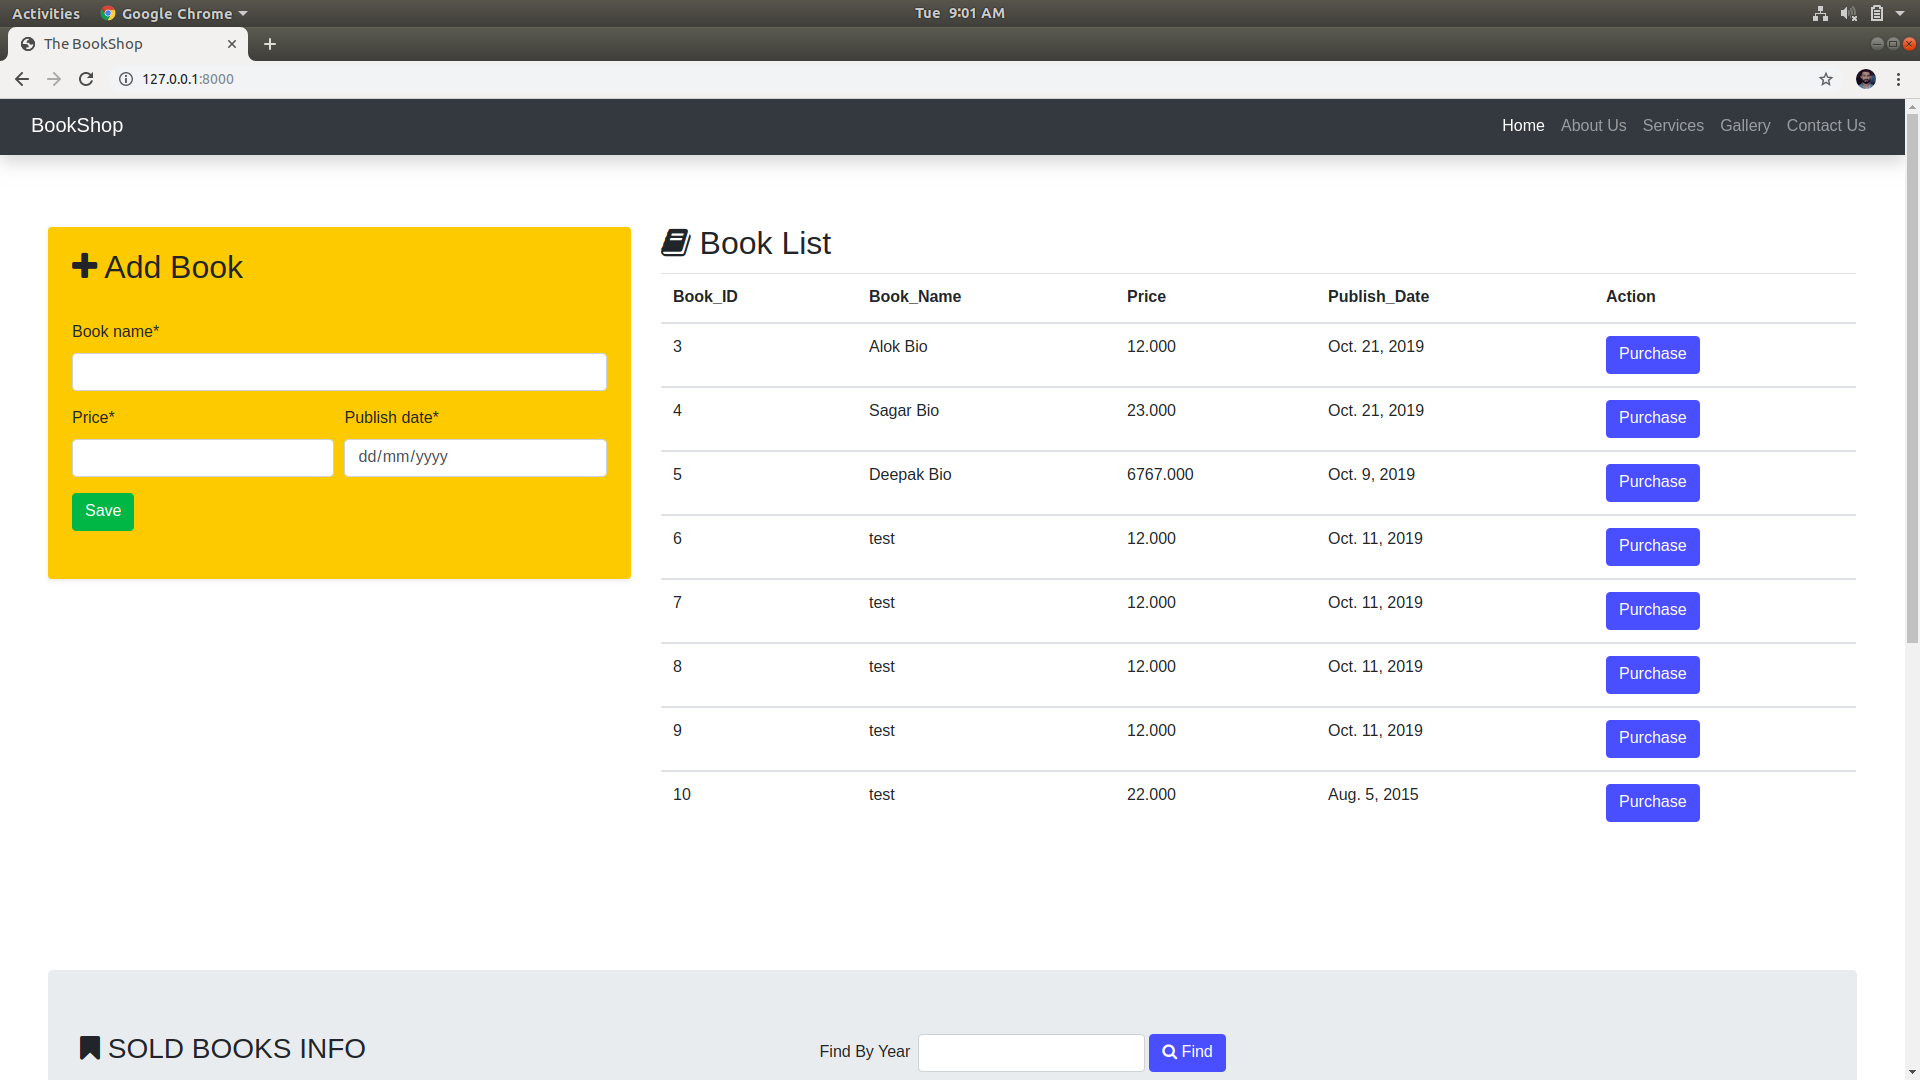 Activities Google Chrome Tue 9:01 AM
The BookShop
127.0.0.1:8000
BookShop Home About Us Services Gallery Contact Us
Add Book
Book name*
Price* Publish date*
dd/mm/yyyy
Save
Book List
Book_ID Book_Name Price Publish_Date Action
3 Alok Bio 12.000 Oct. 21, 2019 Purchase
4 Sagar Bio 23.000 Oct. 21, 2019 Purchase
5 Deepak Bio 6767.000 Oct. 9, 2019 Purchase
6 test 12.000 Oct. 11, 2019 Purchase
7 test 12.000 Oct. 11, 2019 Purchase
8 test 12.000 Oct. 11, 2019 Purchase
9 test 12.000 Oct. 11, 2019 Purchase
10 test 22.000 Aug. 5, 2015 Purchase
SOLD BOOKS INFO Find By Year Find